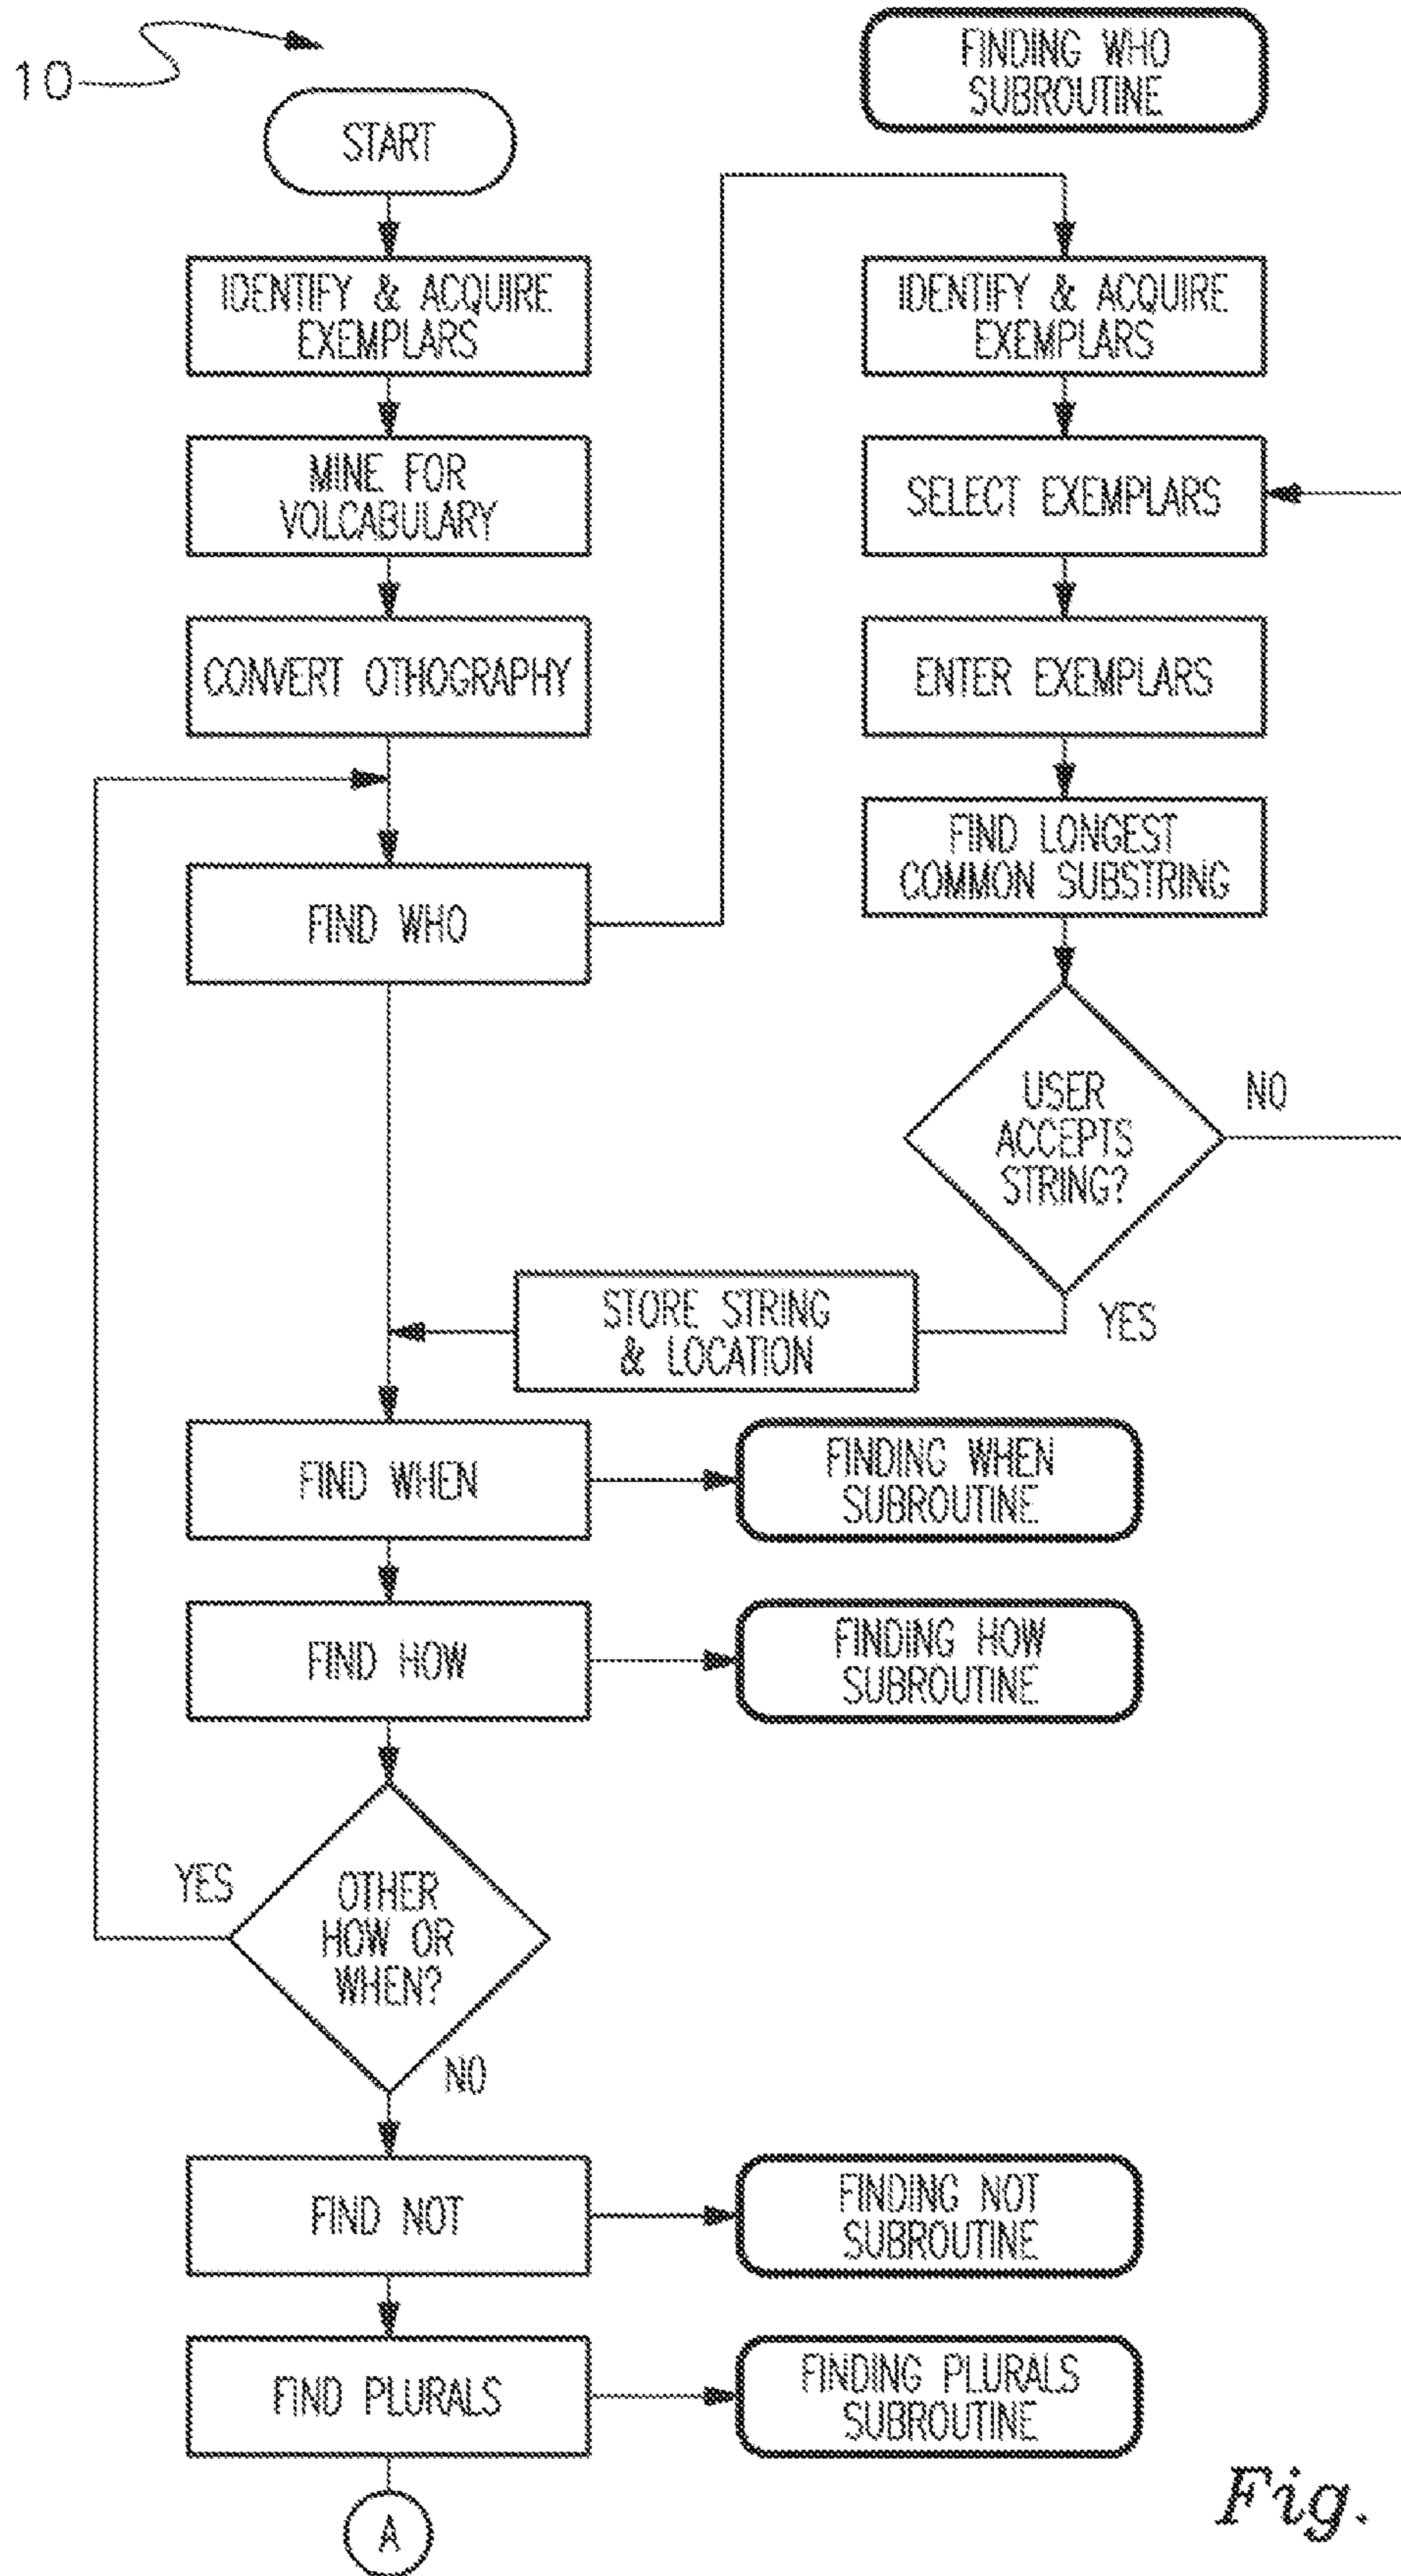 10
START
IDENTIFY & ACQUIRE
EXEMPLARS
MINE FOR
VOLCABULARY
CONVERT OTHOGRAPHY
FIND WHO
FINDING WHO
SUBROUTINE
IDENTIFY & ACQUIRE
EXEMPLARS
SELECT EXEMPLARS
ENTER EXEMPLARS
FIND LONGEST
COMMON SUBSTRING
USER
ACCEPTS
STRING?
NO
YES
STORE STRING
& LOCATION
FIND WHEN
FINDING WHEN
SUBROUTINE
FIND HOW
FINDING HOW
SUBROUTINE
OTHER
HOW OR
WHEN?
YES
NO
FIND NOT
FINDING NOT
SUBROUTINE
FIND PLURALS
FINDING PLURALS
SUBROUTINE
A
Fig.